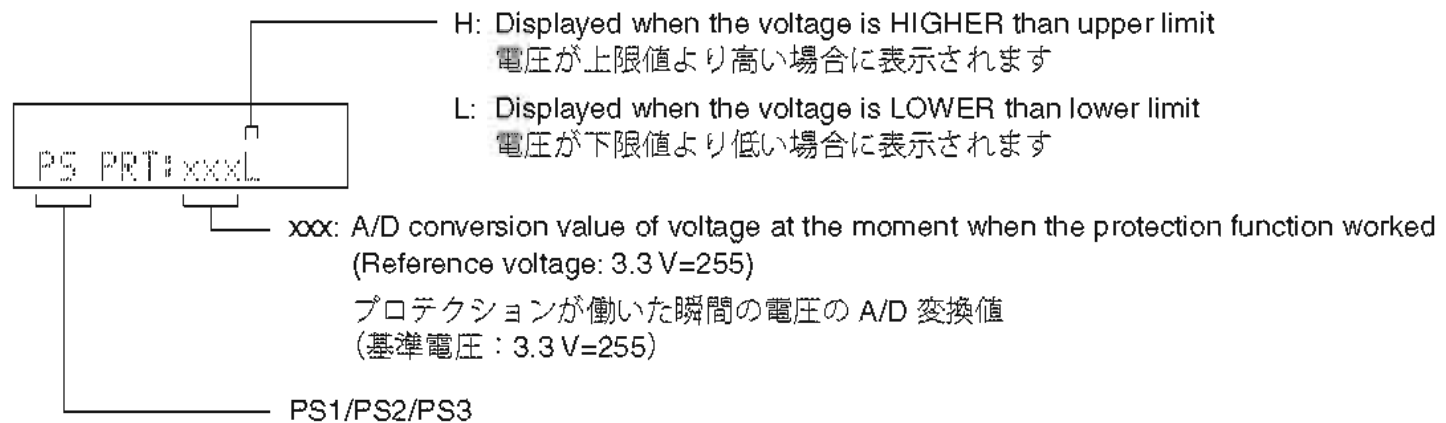 H: Displayed when the voltage is HIGHER than upper limit
電圧が上限値より高い場合に表示されます
L: Displayed when the voltage is LOWER than lower limit
電圧が下限値より低い場合に表示されます
PS PRT:xxxL
xxx: A/D conversion value of voltage at the moment when the protection function worked
(Reference voltage: 3.3 V=255)
プロテクションが働いた瞬間の電圧の A/D 変換値
(基準電圧：3.3 V=255)
PS1/PS2/PS3